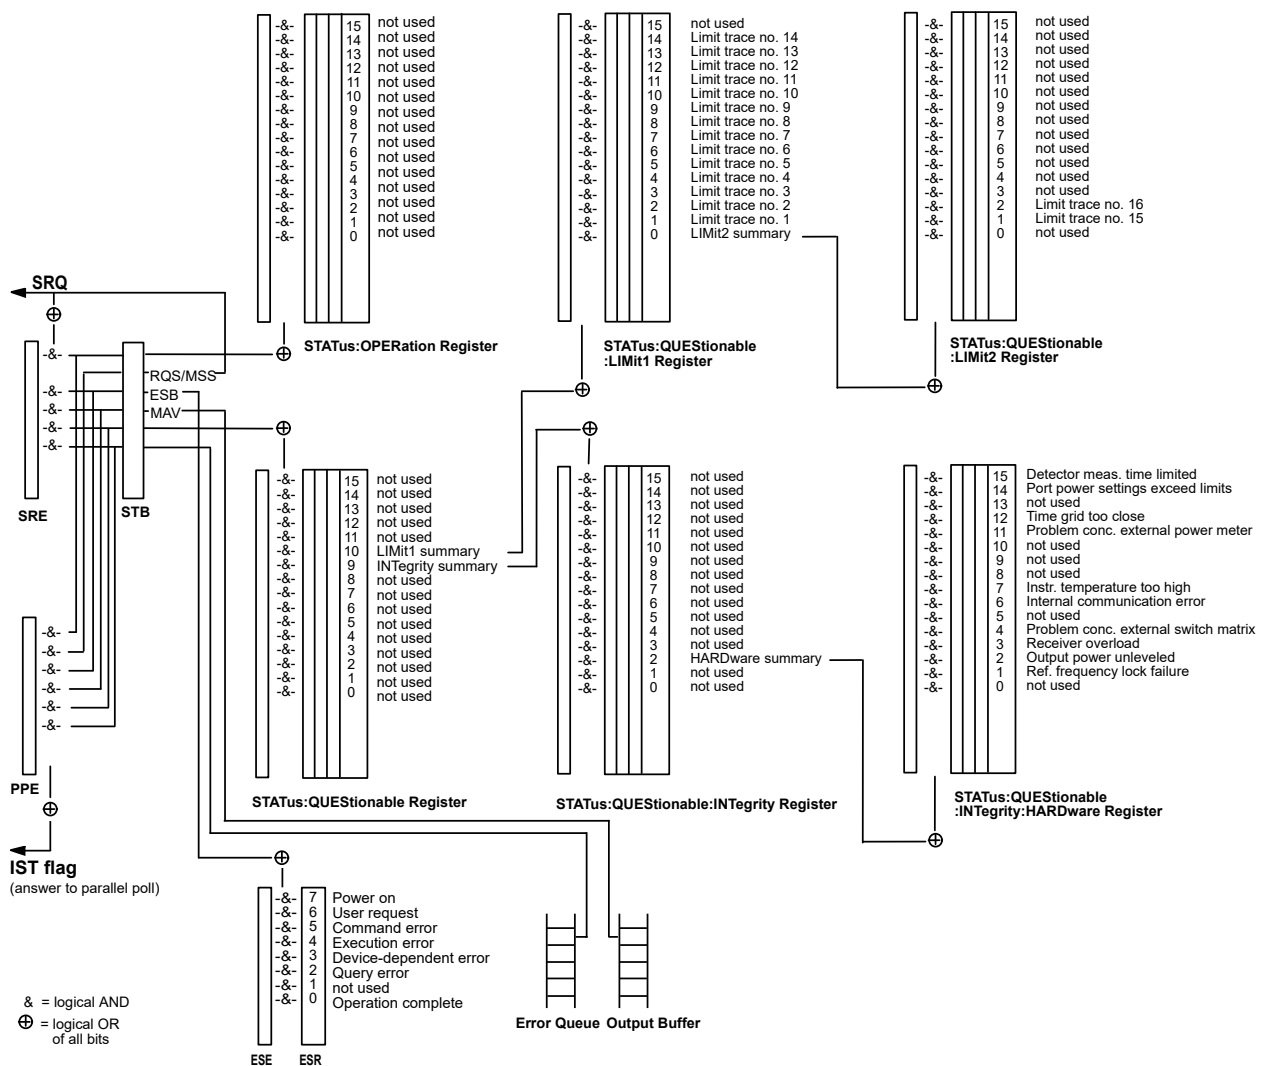 -&- 15 not used
-&- 14 not used
-&- 13 not used
-&- 12 not used
-&- 11 not used
-&- 10 not used
-&- 9 not used
-&- 8 not used
-&- 7 not used
-&- 6 not used
-&- 5 not used
-&- 4 not used
-&- 3 not used
-&- 2 not used
-&- 1 not used
-&- 0 not used
STATus:OPERation Register
-&- 15 not used
-&- 14 Limit trace no. 14
-&- 13 Limit trace no. 13
-&- 12 Limit trace no. 12
-&- 11 Limit trace no. 11
-&- 10 Limit trace no. 10
-&- 9 Limit trace no. 9
-&- 8 Limit trace no. 8
-&- 7 Limit trace no. 7
-&- 6 Limit trace no. 6
-&- 5 Limit trace no. 5
-&- 4 Limit trace no. 4
-&- 3 Limit trace no. 3
-&- 2 Limit trace no. 2
-&- 1 Limit trace no. 1
-&- 0 LIMit2 summary
STATus:QUEStionable
:LIMit1 Register
-&- 15 not used
-&- 14 not used
-&- 13 not used
-&- 12 not used
-&- 11 not used
-&- 10 not used
-&- 9 not used
-&- 8 not used
-&- 7 not used
-&- 6 not used
-&- 5 not used
-&- 4 not used
-&- 3 not used
-&- 2 Limit trace no. 16
-&- 1 Limit trace no. 15
-&- 0 not used
STATus:QUEStionable
:LIMit2 Register
SRQ
-&-
RQS/MSS
-&- ESB
-&- MAV
-&-
-&-
SRE
STB
-&- 15 not used
-&- 14 not used
-&- 13 not used
-&- 12 not used
-&- 11 not used
-&- 10 LIMit1 summary
-&- 9 INTegrity summary
-&- 8 not used
-&- 7 not used
-&- 6 not used
-&- 5 not used
-&- 4 not used
-&- 3 not used
-&- 2 not used
-&- 1 not used
-&- 0 not used
STATus:QUEStionable Register
-&- 15 not used
-&- 14 not used
-&- 13 not used
-&- 12 not used
-&- 11 not used
-&- 10 not used
-&- 9 not used
-&- 8 not used
-&- 7 not used
-&- 6 not used
-&- 5 not used
-&- 4 not used
-&- 3 not used
-&- 2 HARDware summary
-&- 1 not used
-&- 0 not used
STATus:QUEStionable:INTegrity Register
-&- 15 Detector meas. time limited
-&- 14 Port power settings exceed limits
-&- 13 not used
-&- 12 Time grid too close
-&- 11 Problem conc. external power meter
-&- 10 not used
-&- 9 not used
-&- 8 not used
-&- 7 Instr. temperature too high
-&- 6 Internal communication error
-&- 5 not used
-&- 4 Problem conc. external switch matrix
-&- 3 Receiver overload
-&- 2 Output power unleveled
-&- 1 Ref. frequency lock failure
-&- 0 not used
STATus:QUEStionable
:INTegrity:HARDware Register
-&-
-&-
-&-
-&-
-&-
-&-
PPE
IST flag
(answer to parallel poll)
-&- 7 Power on
-&- 6 User request
-&- 5 Command error
-&- 4 Execution error
-&- 3 Device-dependent error
-&- 2 Query error
-&- 1 not used
-&- 0 Operation complete
ESE
ESR
Error Queue
Output Buffer
& = logical AND
⊕ = logical OR
of all bits